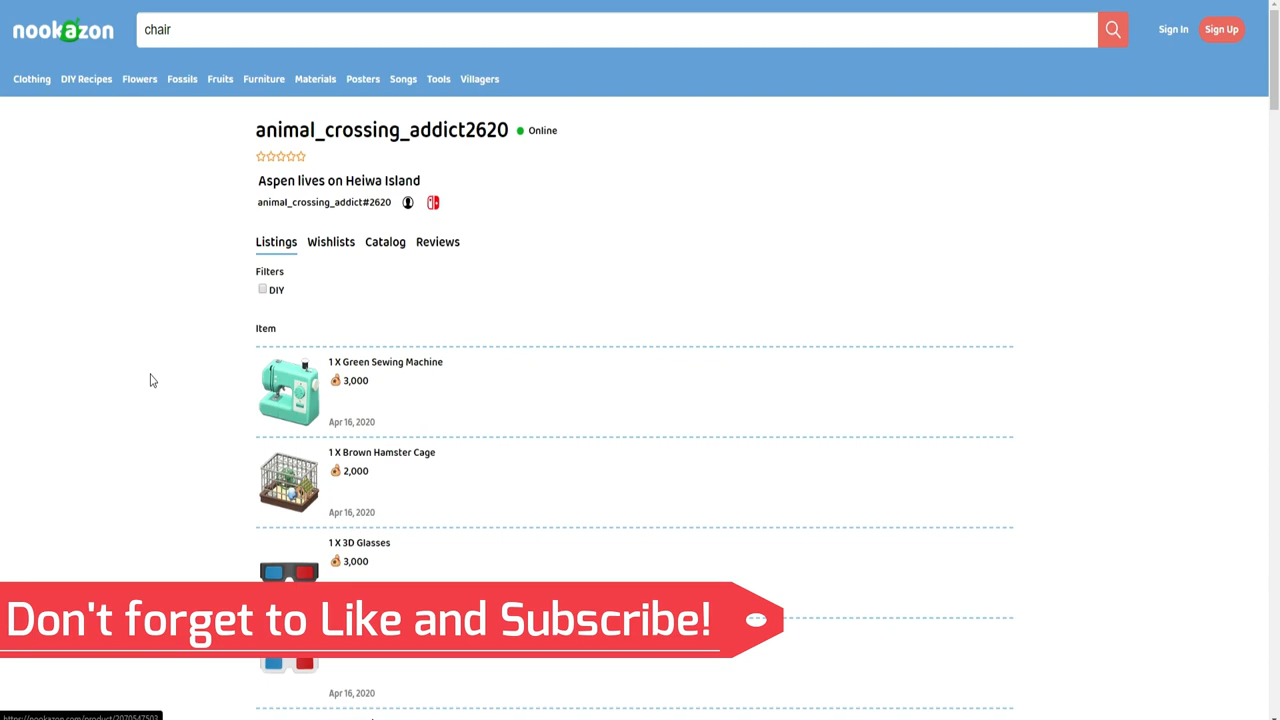 nookazon
chair
Sign In
Sign Up
Clothing DIY Recipes Flowers Fossils Fruits Furniture Materials Posters Songs Tools Villagers
animal_crossing_addict2620 Online
Aspen lives on Heiwa Island
animal_crossing_addict#2620
Listings Wishlists Catalog Reviews
Filters
DIY
Item
1 X Green Sewing Machine
3,000
Apr 16, 2020
1 X Brown Hamster Cage
2,000
Apr 16, 2020
1 X 3D Glasses
3,000
Don't forget to Like and Subscribe!
Apr 16, 2020